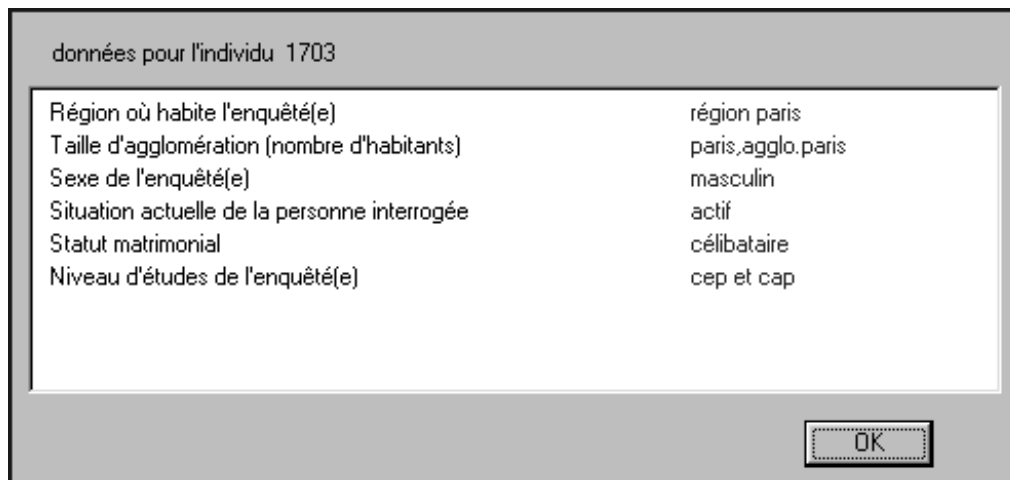 données pour l'individu 1703
Région où habite l'enquêté(e) région paris
Taille d'agglomération (nombre d'habitants) paris,agglo.paris
Sexe de l'enquêté(e) masculin
Situation actuelle de la personne interrogée actif
Statut matrimonial célibataire
Niveau d'études de l'enquêté(e) cep et cap
OK